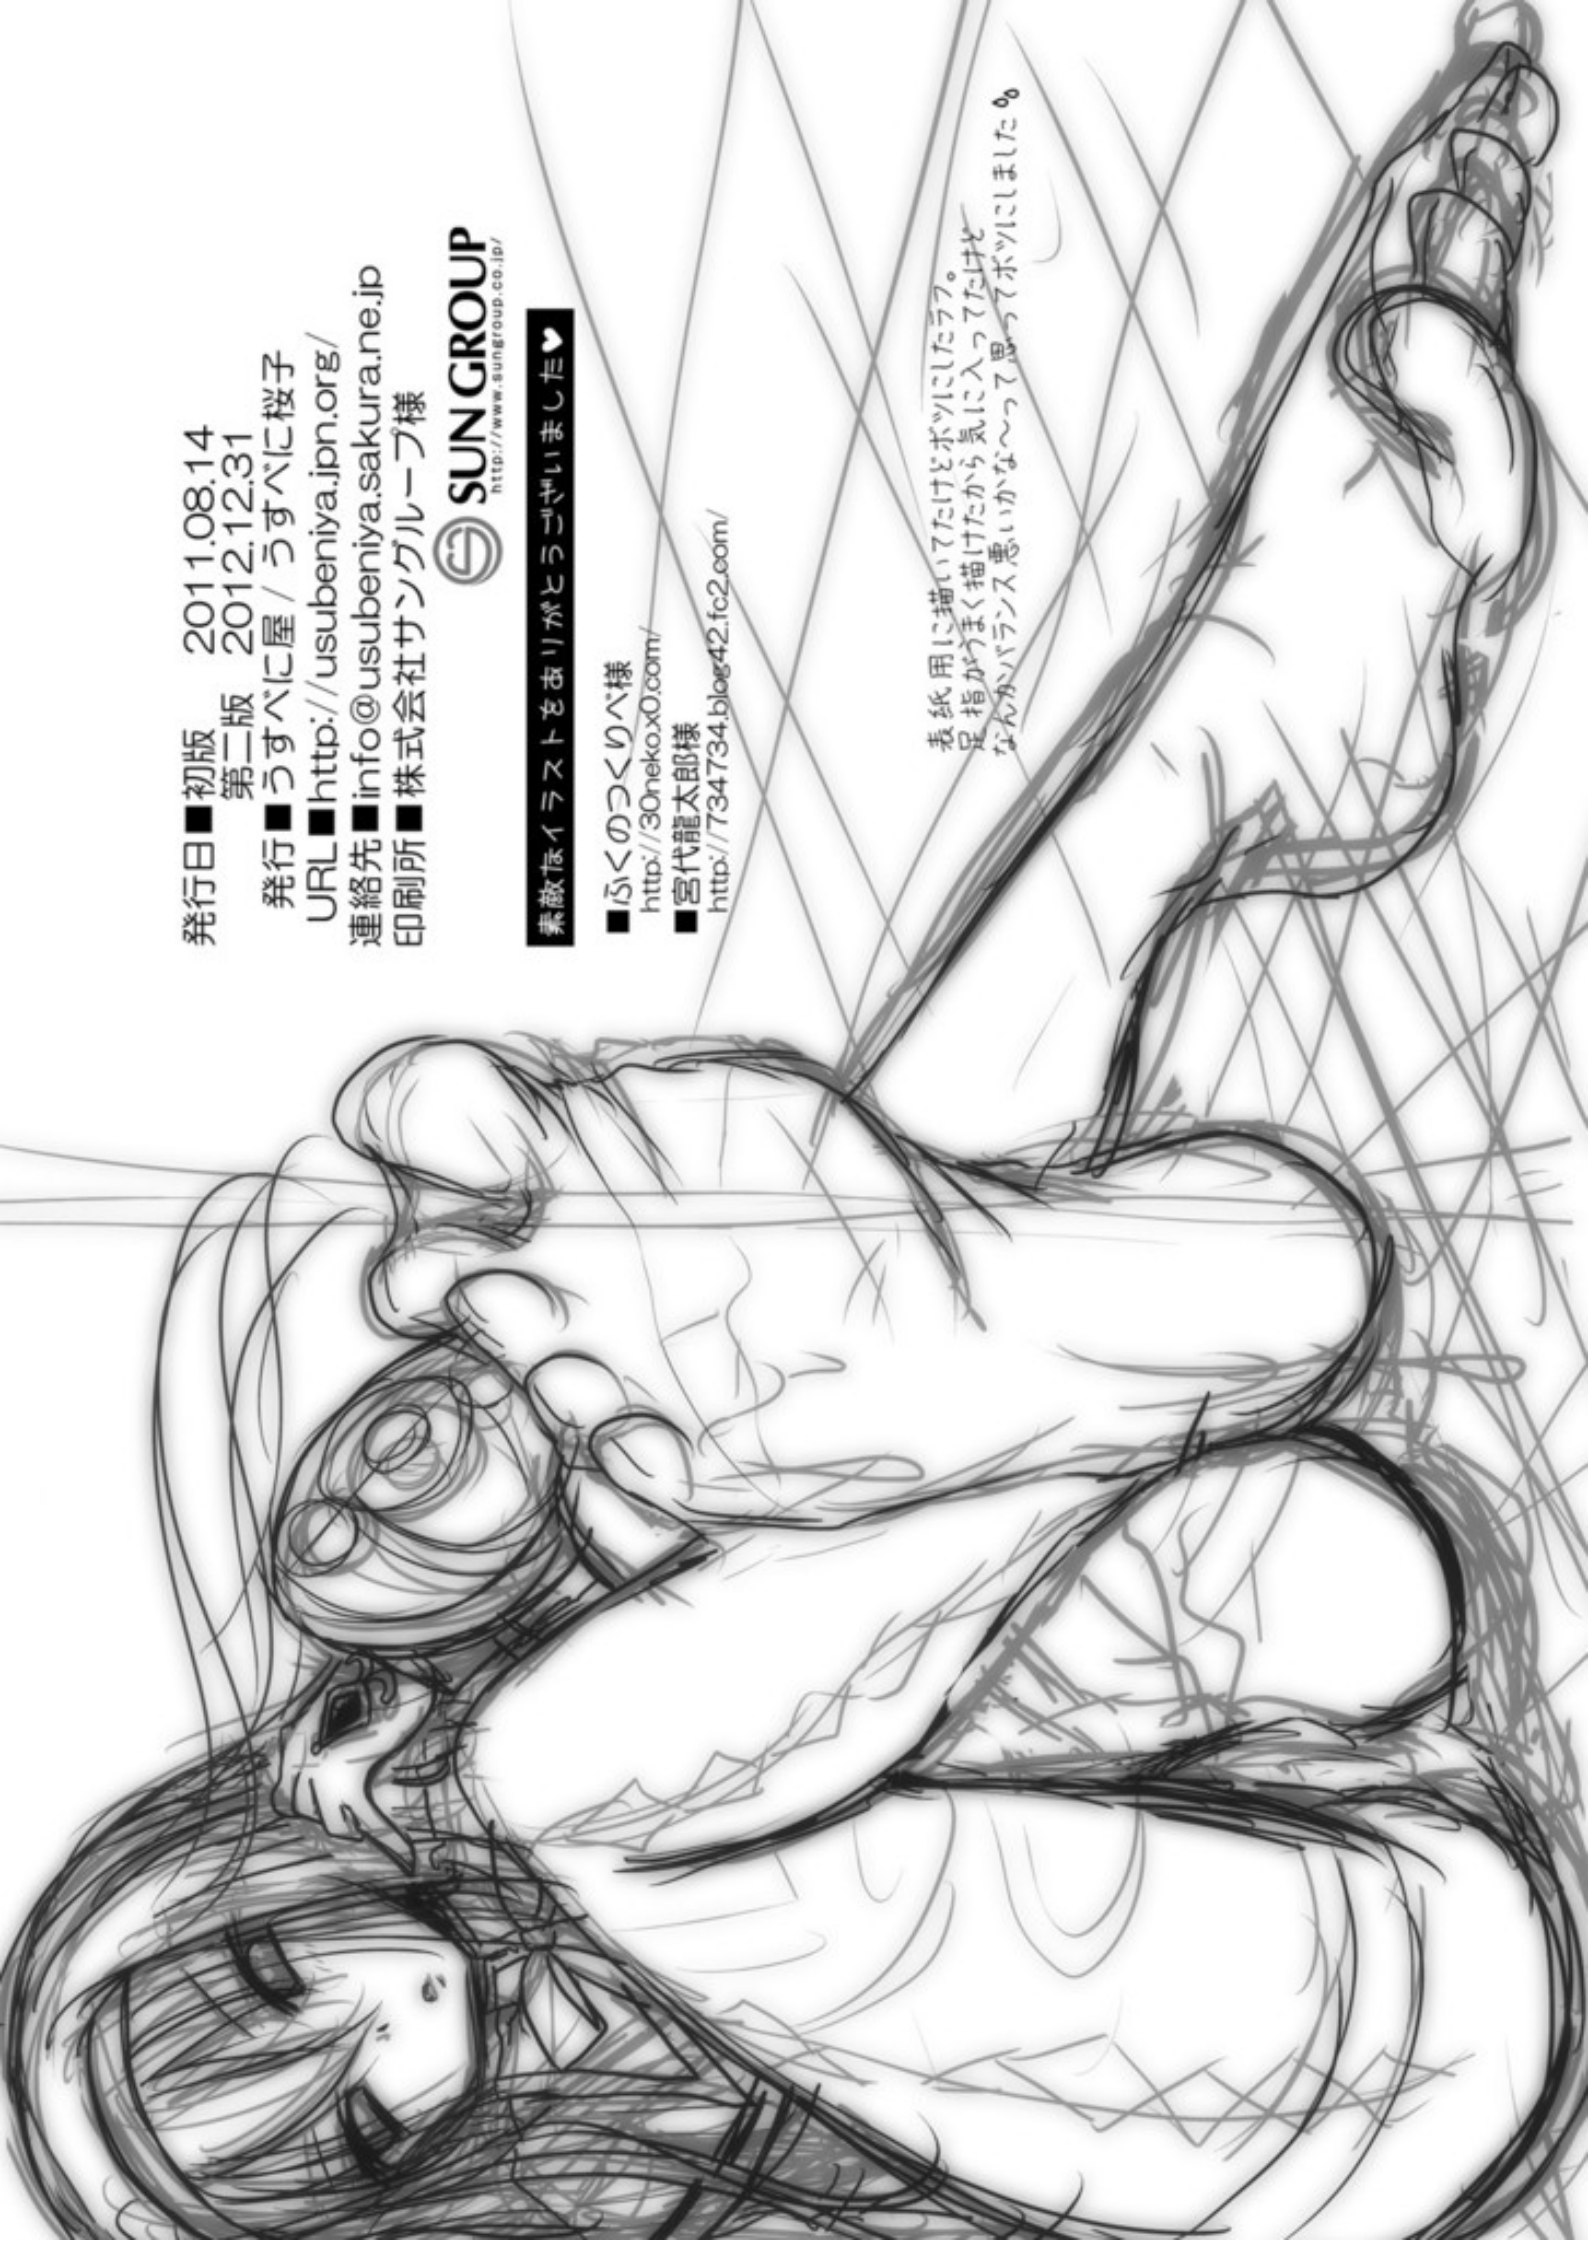 発行日■初版 2011.08.14
第二版 2012.12.31
発行■うすべに屋 / うすべに桜子
URL■http://usubeniya.jpn.org/
連絡先■info@usubeniya.sakura.ne.jp
印刷所■株式会社サングループ様
SUN GROUP
http://www.sungroup.co.jp/
素敵なイラストをありがとうございました♥
■ふくのつくりべ様
http://30neko.x0.com/
■宮代龍太郎様
http://734734.blog42.fc2.com/
表紙用に描いてたけどボツにしたラフ。
足指がうまく描けたから気に入ってたけど
なんかバランス悪いかな～って思ってボツにしました